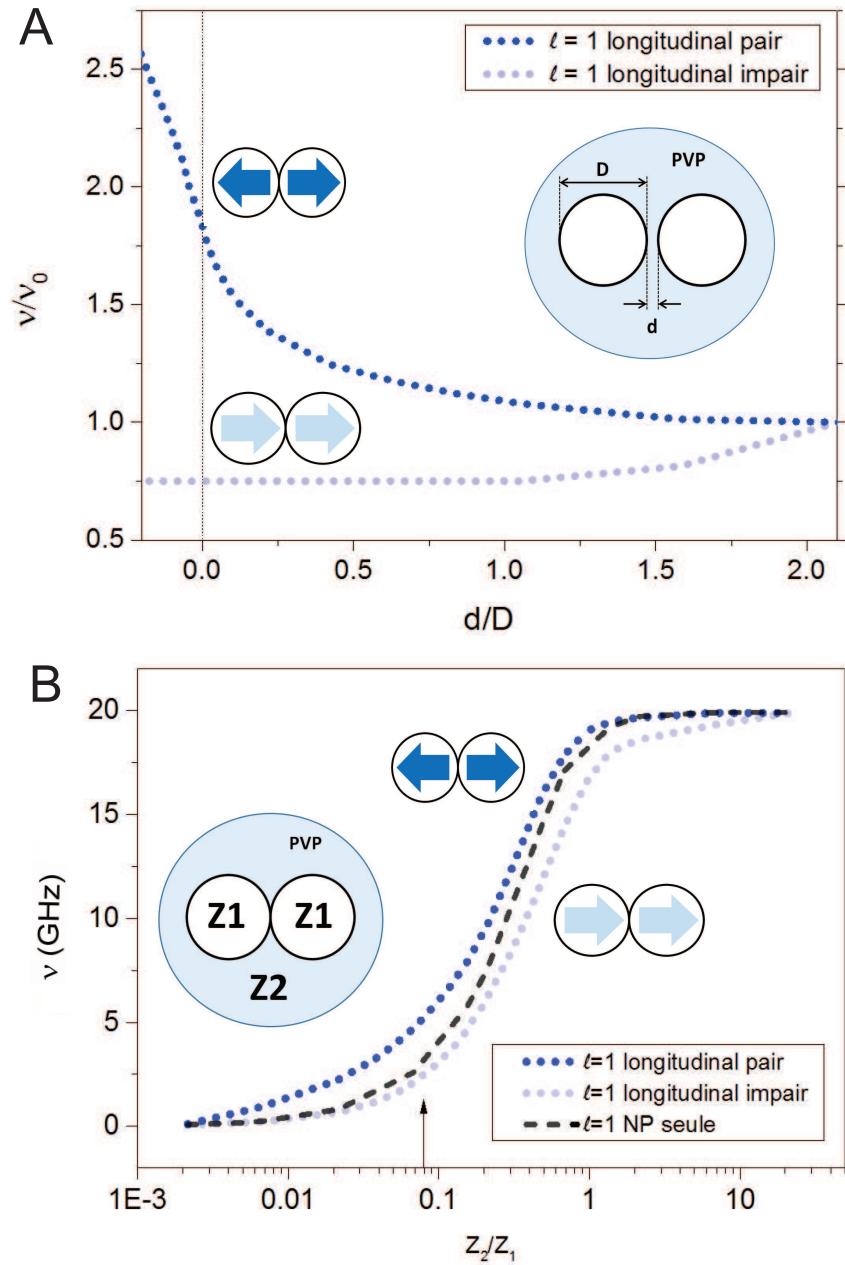 A
ℓ = 1 longitudinal pair
ℓ = 1 longitudinal impair
2.5
2.0
1.5
1.0
0.5
ν/ν0
D
PVP
d
0.0
0.5
1.0
1.5
2.0
d/D
B
20
15
10
5
0
ν (GHz)
PVP
Z1
Z1
Z2
ℓ=1 longitudinal pair
ℓ=1 longitudinal impair
ℓ=1 NP seule
1E-3
0.01
0.1
1
10
Z2/Z1